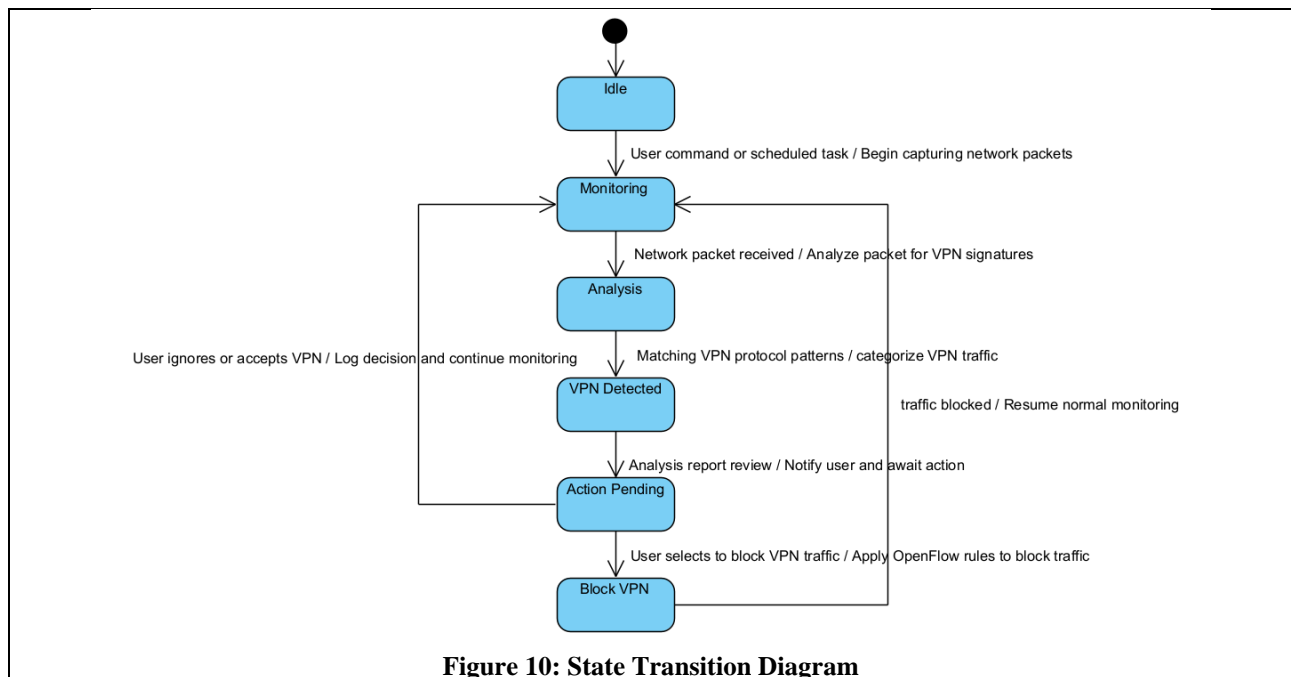 Idle
User command or scheduled task / Begin capturing network packets
Monitoring
Network packet received / Analyze packet for VPN signatures
Analysis
User ignores or accepts VPN / Log decision and continue monitoring
Matching VPN protocol patterns / categorize VPN traffic
VPN Detected
traffic blocked / Resume normal monitoring
Analysis report review / Notify user and await action
Action Pending
User selects to block VPN traffic / Apply OpenFlow rules to block traffic
Block VPN
Figure 10: State Transition Diagram